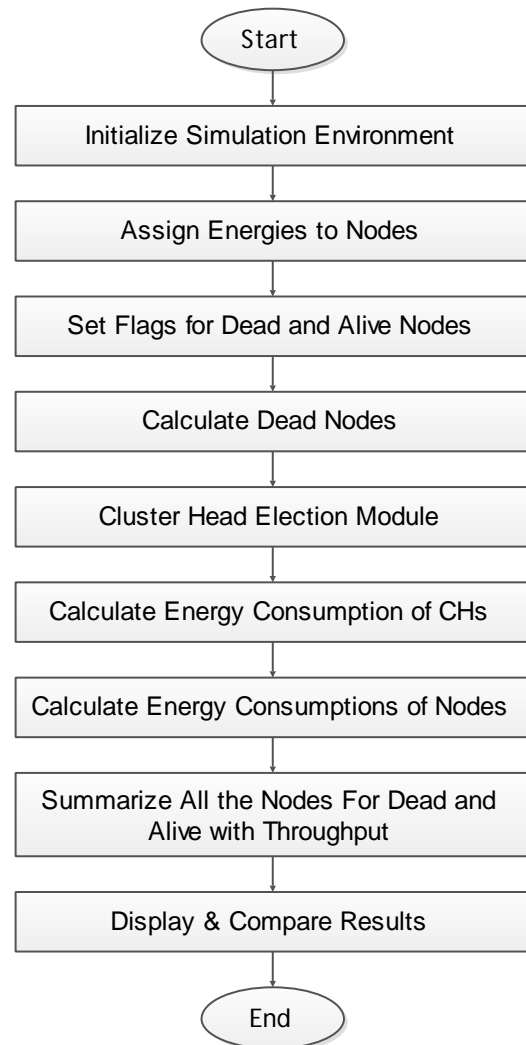 Start
Initialize Simulation Environment
Assign Energies to Nodes
Set Flags for Dead and Alive Nodes
Calculate Dead Nodes
Cluster Head Election Module
Calculate Energy Consumption of CHs
Calculate Energy Consumptions of Nodes
Summarize All the Nodes For Dead and
Alive with Throughput
Display & Compare Results
End